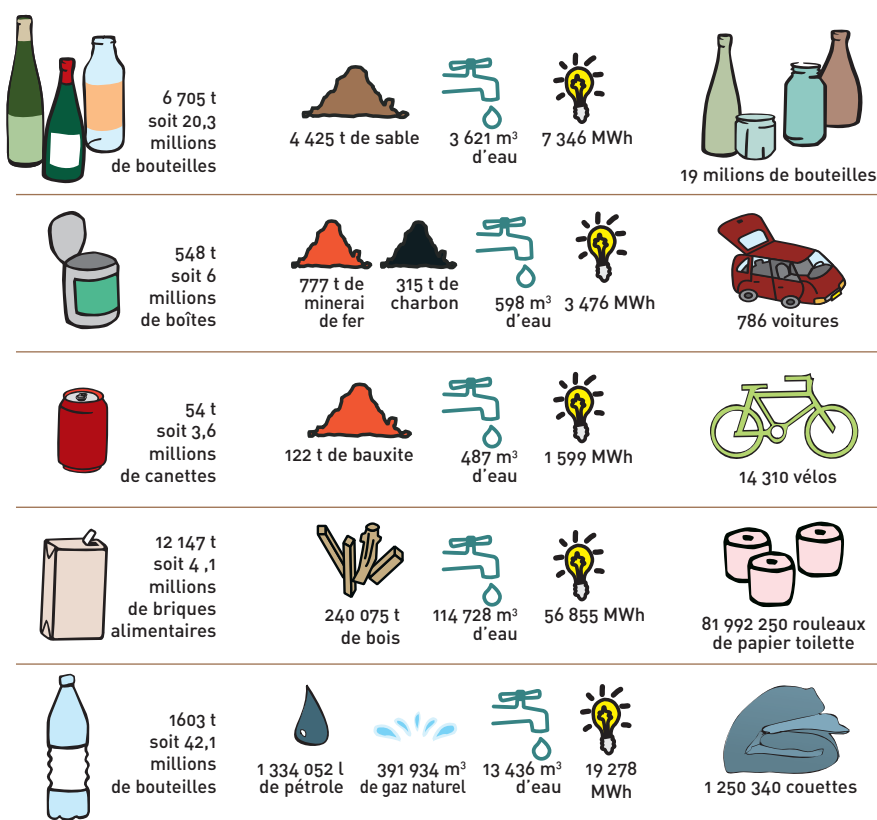 6 705 t
soit 20,3
millions
de bouteilles
4 425 t de sable
3 621 m³
d'eau
7 346 MWh
19 milions de bouteilles
548 t
soit 6
millions
de boîtes
777 t de
minerai
de fer
315 t de
charbon
598 m³
d'eau
3 476 MWh
786 voitures
54 t
soit 3,6
millions
de canettes
122 t de bauxite
487 m³
d'eau
1 599 MWh
14 310 vélos
12 147 t
soit 4 ,1
millions
de briques
alimentaires
240 075 t
de bois
114 728 m³
d'eau
56 855 MWh
81 992 250 rouleaux
de papier toilette
1603 t
soit 42,1
millions
de bouteilles
1 334 052 l
de pétrole
391 934 m³
de gaz naturel
13 436 m³
d'eau
19 278
MWh
1 250 340 couettes